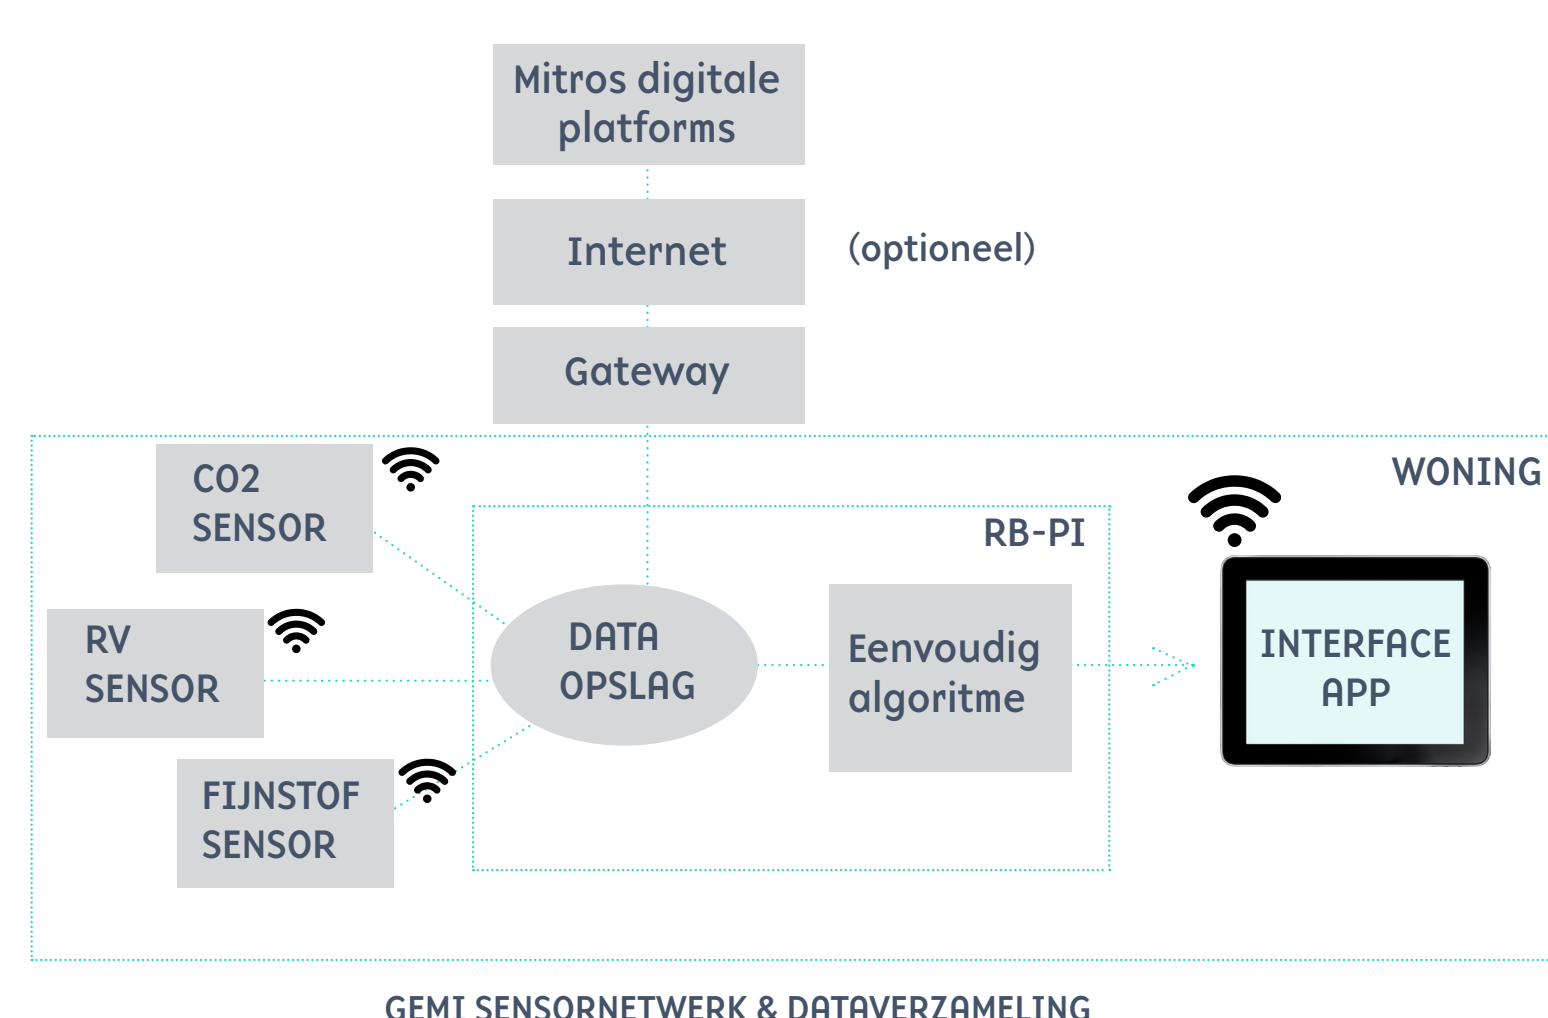 Mitros digitale
platforms
Internet
(optioneel)
Gateway
WONING
CO2
SENSOR
RB-PI
RV
SENSOR
DATA
OPSLAG
Eenvoudig
algoritme
INTERFACE
APP
FIJNSTOF
SENSOR
GEMI SENSORNETWERK & DATAVERZAMELING